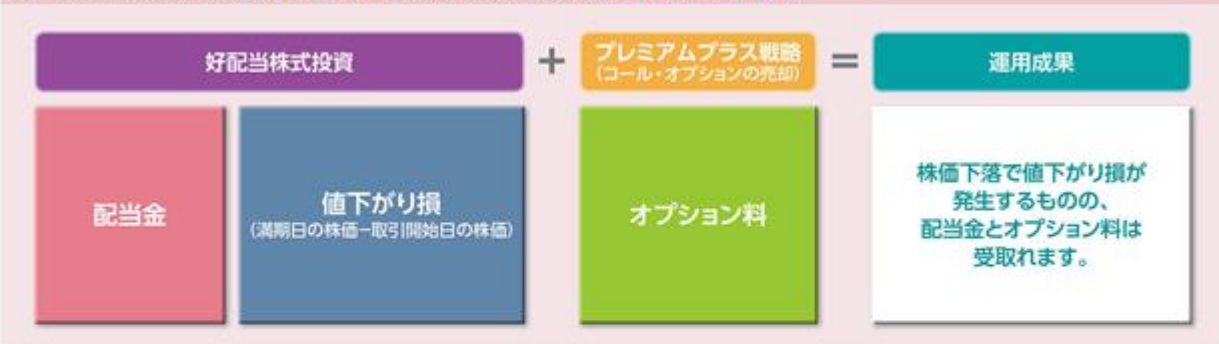 好配当株式投資
+
プレミアムプラス戦略
(コール・オプションの売却)
=
運用成果
配当金
値下がり損
(満期日の株価-取引開始日の株価)
オプション料
株価下落で値下がり損が
発生するものの、
配当金とオプション料は
受取れます。